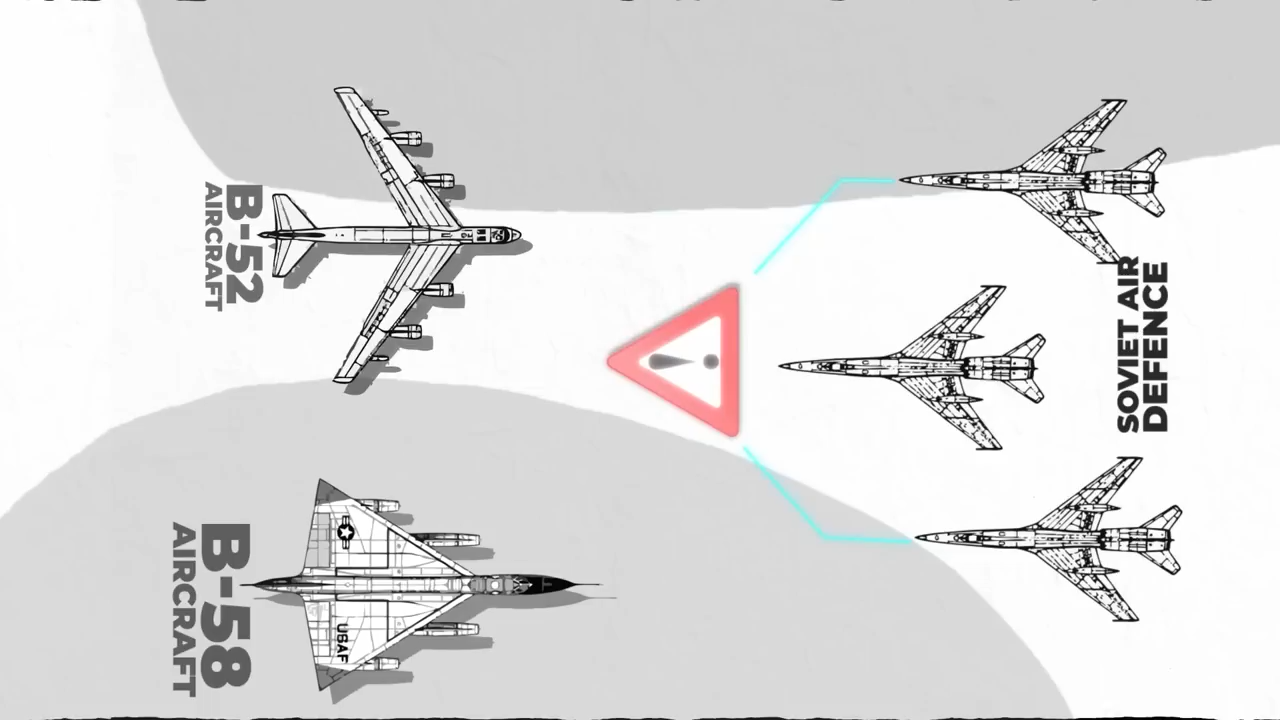 B-52
AIRCRAFT
SOVIET AIR
DEFENCE
B-58
AIRCRAFT
USAF